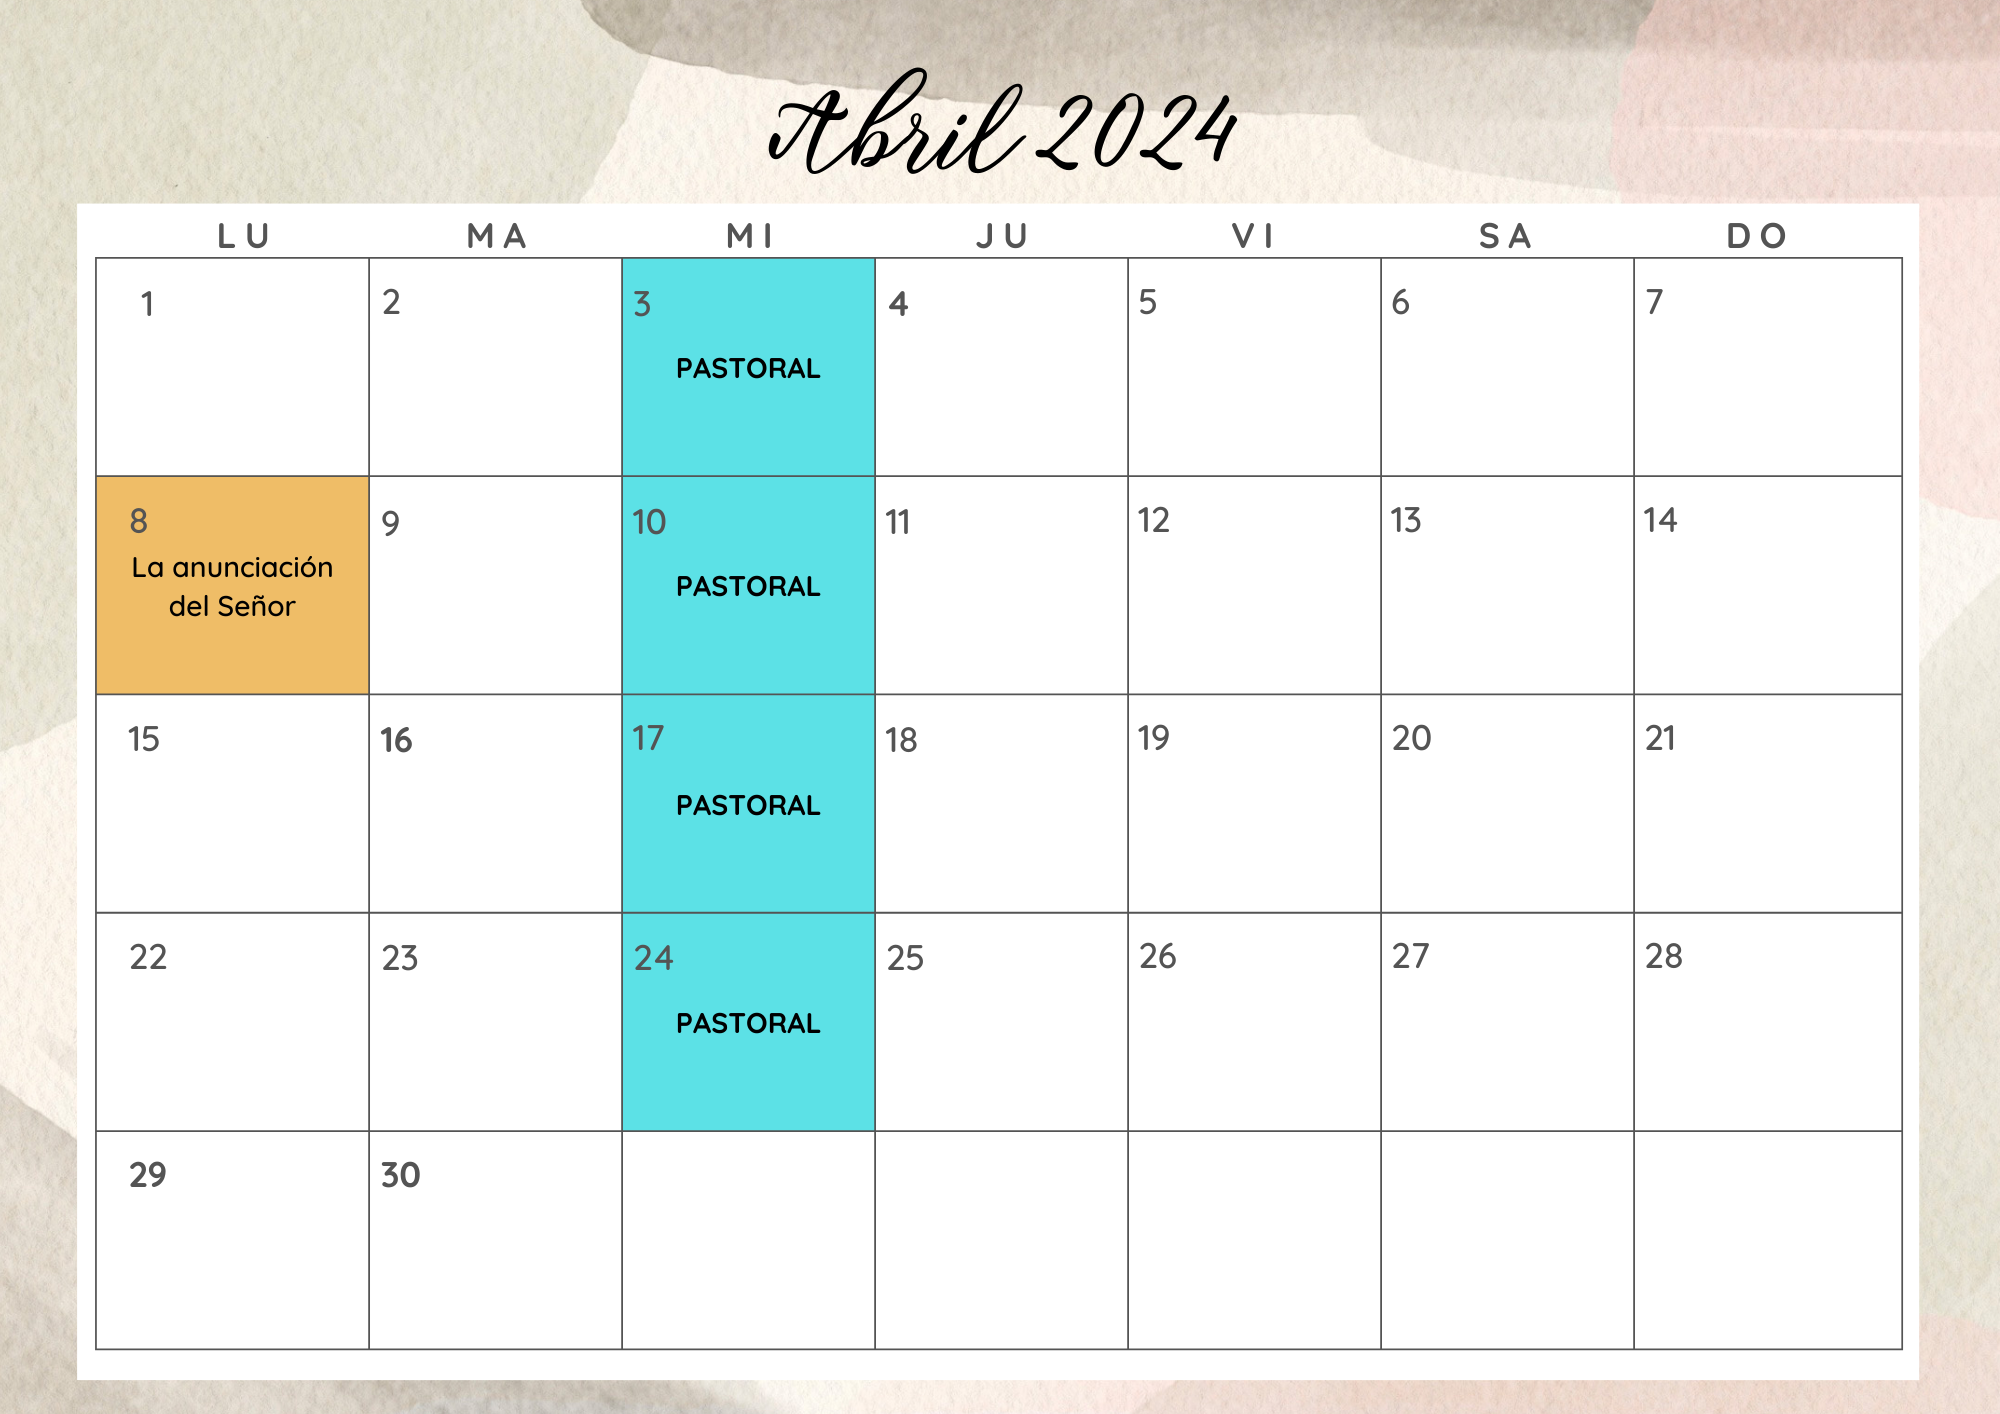 Abril 2024
LU MA MI JU VI SA DO
1 2 3 4 5 6 7
PASTORAL
8 9 10 11 12 13 14
La anunciación
del Señor
PASTORAL
15 16 17 18 19 20 21
PASTORAL
22 23 24 25 26 27 28
PASTORAL
29 30